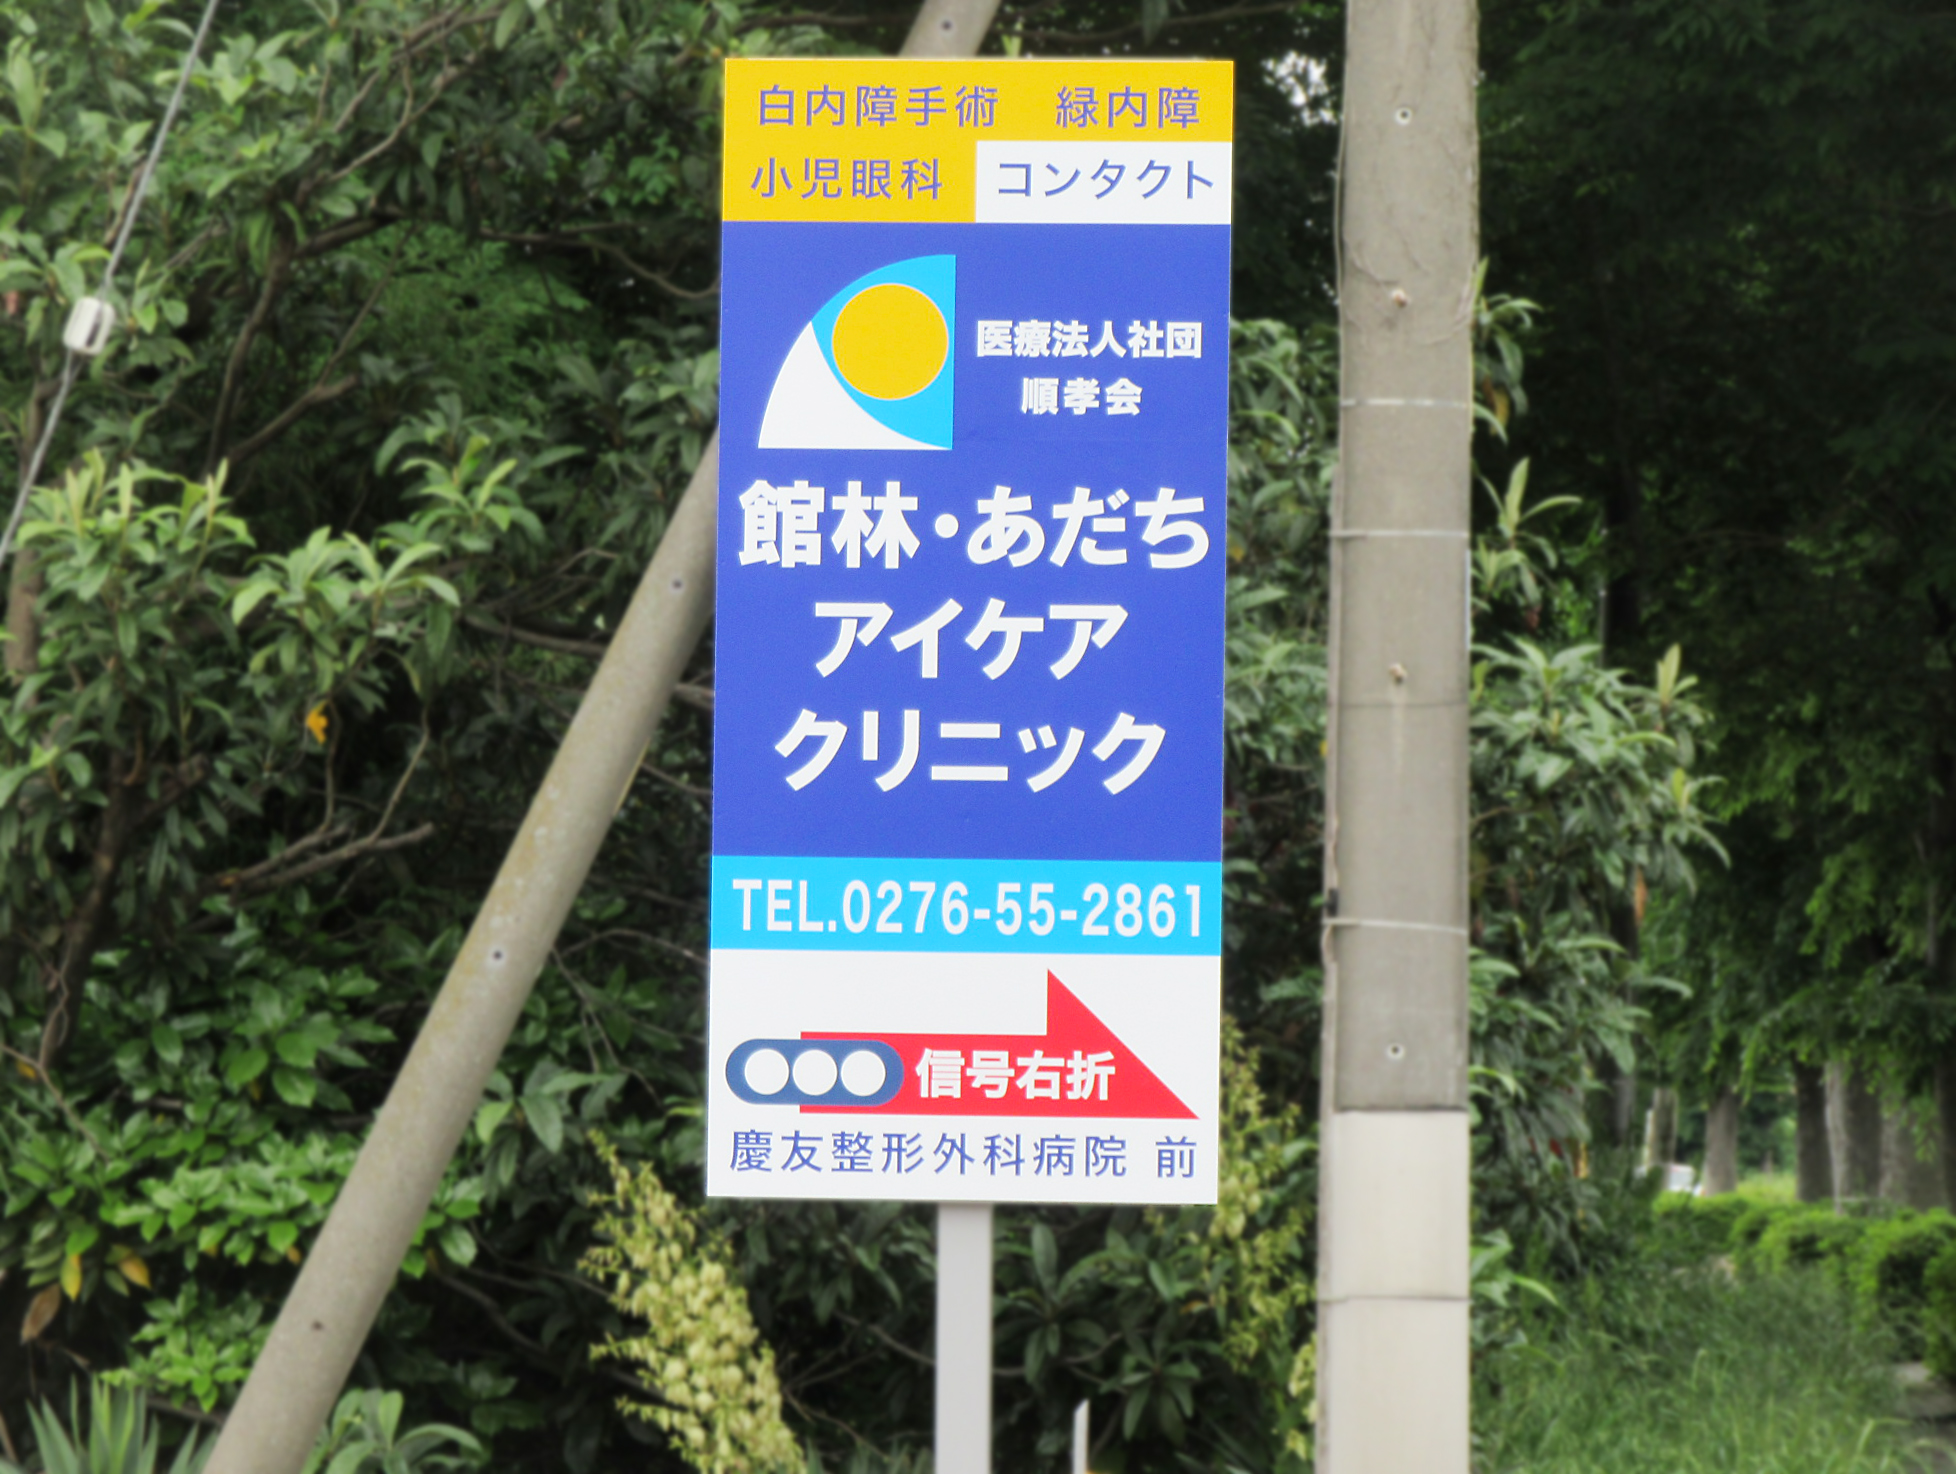 白内障手術　緑内障
小児眼科　コンタクト
医療法人社団
順孝会
館林・あだち
アイケア
クリニック
TEL.0276-55-2861
信号右折
慶友整形外科病院 前